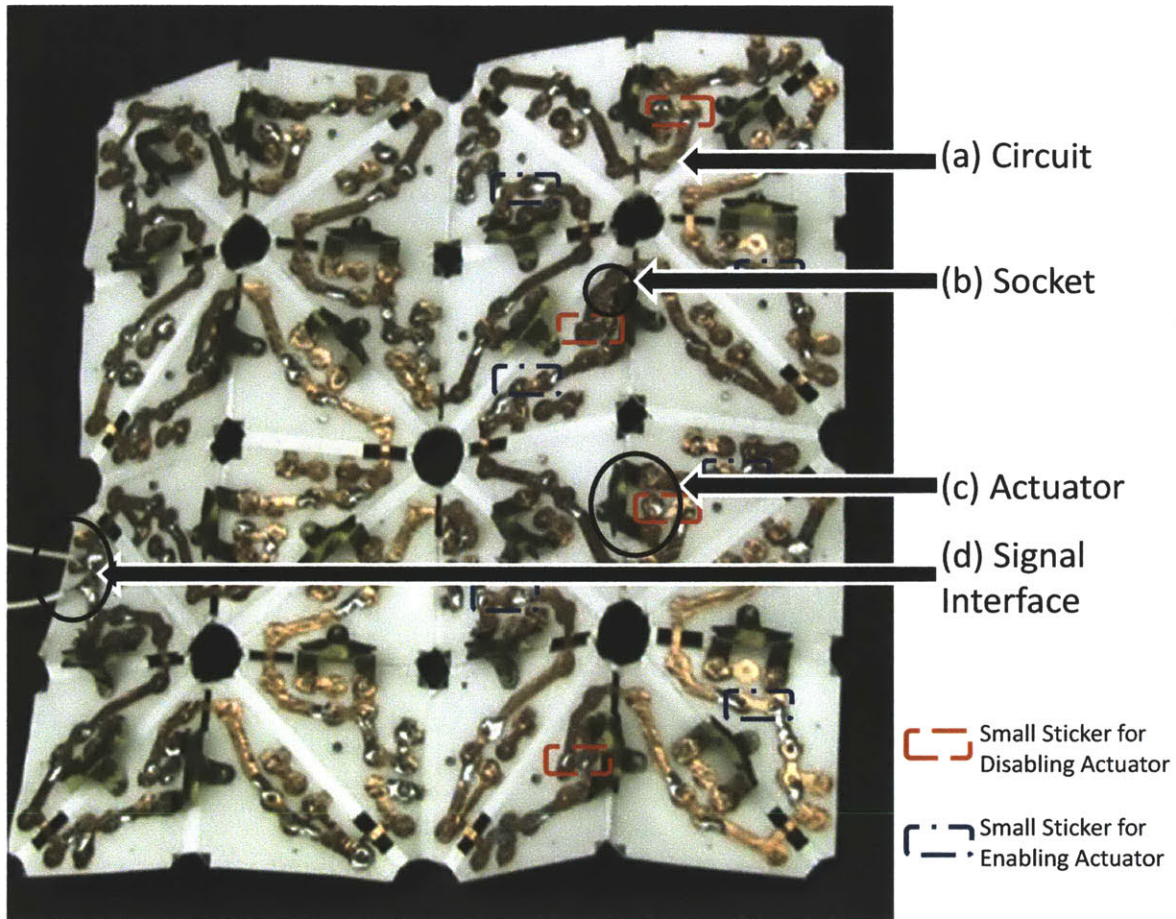 (a) Circuit
(b) Socket
(c) Actuator
(d) Signal
Interface
Small Sticker for
Disabling Actuator
Small Sticker for
Enabling Actuator